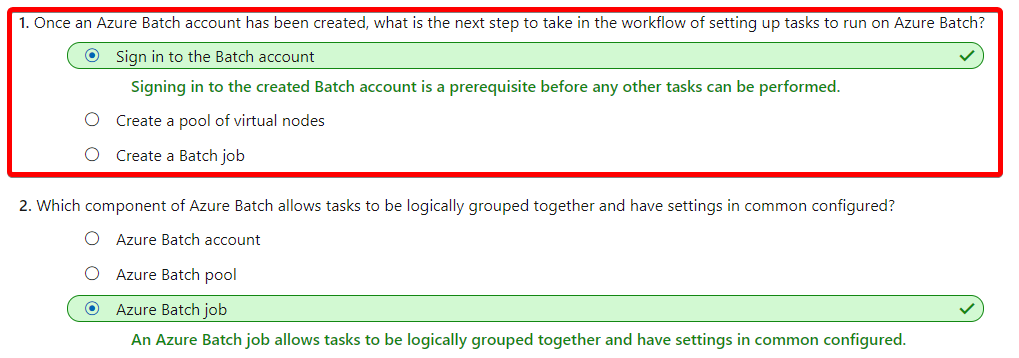 1. Once an Azure Batch account has been created, what is the next step to take in the workflow of setting up tasks to run on Azure Batch?
Sign in to the Batch account
Signing in to the created Batch account is a prerequisite before any other tasks can be performed.
Create a pool of virtual nodes
Create a Batch job
2. Which component of Azure Batch allows tasks to be logically grouped together and have settings in common configured?
Azure Batch account
Azure Batch pool
Azure Batch job
An Azure Batch job allows tasks to be logically grouped together and have settings in common configured.